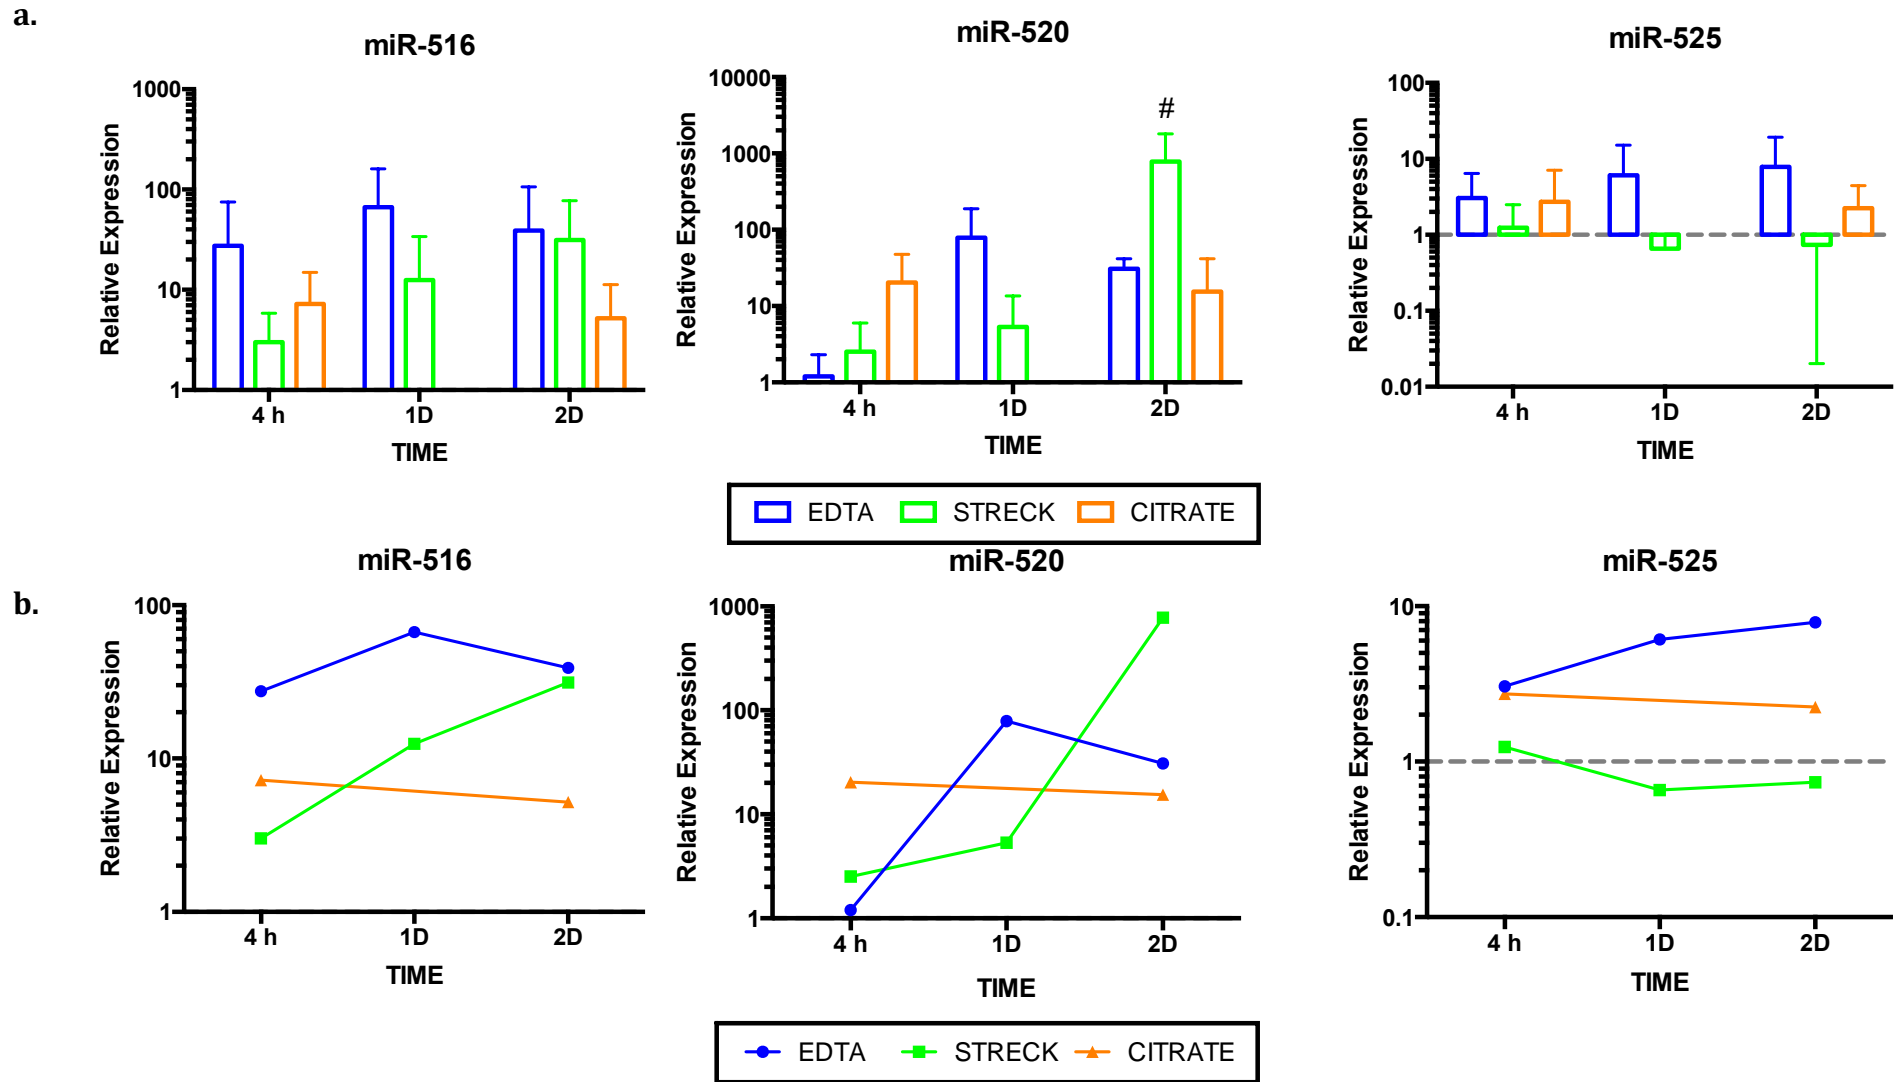 a.
miR-516
1000
100
10
1
Relative Expression
4 h 1D 2D
TIME
miR-520
10000
1000
100
10
1
Relative Expression
#
4 h 1D 2D
TIME
miR-525
100
10
1
0.1
0.01
Relative Expression
4 h 1D 2D
TIME
EDTA STRECK CITRATE
b.
miR-516
100
10
1
Relative Expression
4 h 1D 2D
TIME
miR-520
1000
100
10
1
Relative Expression
4 h 1D 2D
TIME
miR-525
10
1
0.1
Relative Expression
4 h 1D 2D
TIME
EDTA STRECK CITRATE